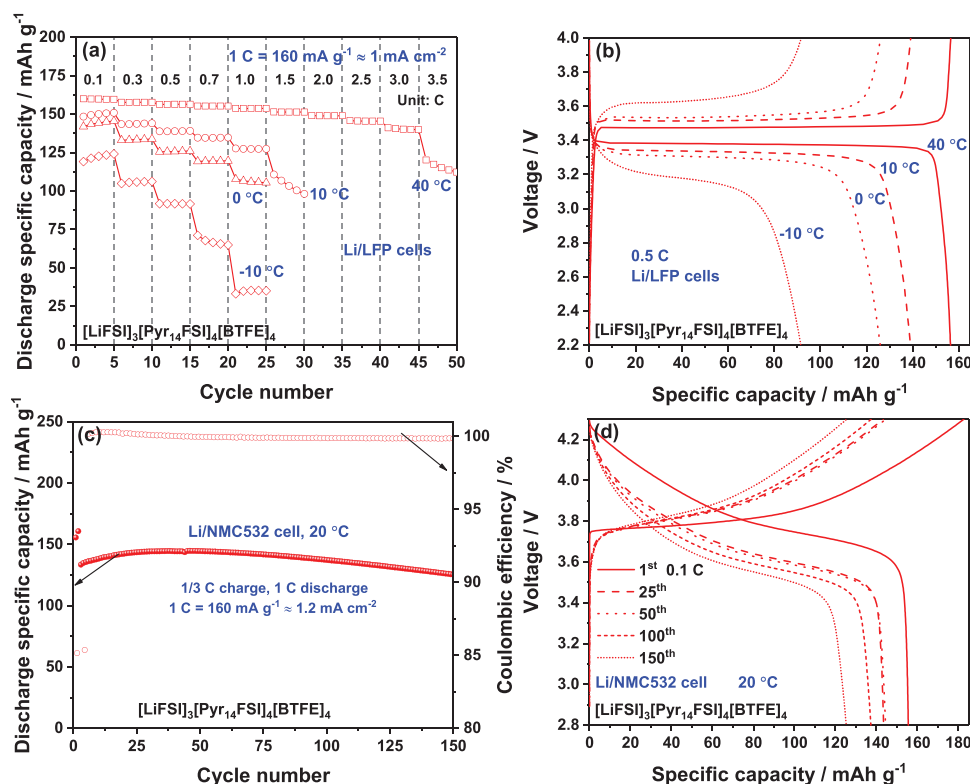 (a)
1 C = 160 mA g⁻¹ ≈ 1 mA cm⁻²
0.1 0.3 0.5 0.7 1.0 1.5 2.0 2.5 3.0 3.5
Unit: C
200
175
150
125
100
75
50
25
0
Discharge specific capacity / mAh g⁻¹
0 °C
10 °C
40 °C
-10 °C
Li/LFP cells
[LiFSI]₃[Pyr₁₄FSI]₄[BTFE]₄
0 5 10 15 20 25 30 35 40 45 50
Cycle number
(b)
4.0
3.8
3.6
3.4
3.2
3.0
2.8
2.6
2.4
2.2
Voltage / V
40 °C
10 °C
0 °C
-10 °C
0.5 C
Li/LFP cells
[LiFSI]₃[Pyr₁₄FSI]₄[BTFE]₄
0 20 40 60 80 100 120 140 160
Specific capacity / mAh g⁻¹
(c)
250
200
150
100
50
0
Discharge specific capacity / mAh g⁻¹
Li/NMC532 cell, 20 °C
1/3 C charge, 1 C discharge
1 C = 160 mA g⁻¹ ≈ 1.2 mA cm⁻²
[LiFSI]₃[Pyr₁₄FSI]₄[BTFE]₄
100
95
90
85
80
Coulombic efficiency / %
0 25 50 75 100 125 150
Cycle number
(d)
4.2
4.0
3.8
3.6
3.4
3.2
3.0
2.8
Voltage / V
1ˢᵗ 0.1 C
25ᵗʰ
50ᵗʰ
100ᵗʰ
150ᵗʰ
Li/NMC532 cell 20 °C
[LiFSI]₃[Pyr₁₄FSI]₄[BTFE]₄
0 20 40 60 80 100 120 140 160 180
Specific capacity / mAh g⁻¹